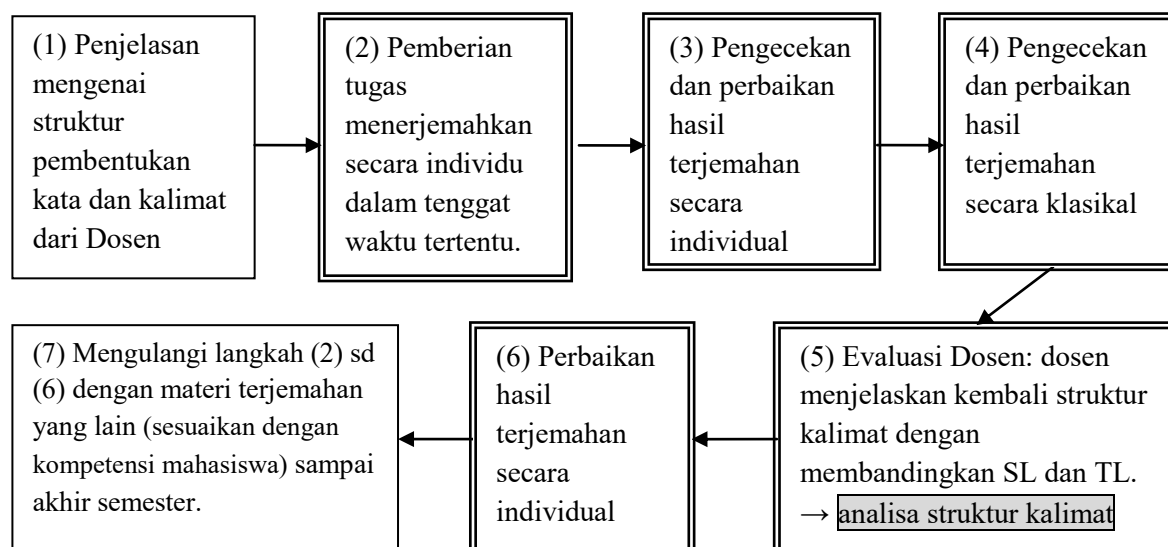 (1) Penjelasan
mengenai
struktur
pembentukan
kata dan kalimat
dari Dosen
(2) Pemberian
tugas
menerjemahkan
secara individu
dalam tenggat
waktu tertentu.
(3) Pengecekan
dan perbaikan
hasil
terjemahan
secara
individual
(4) Pengecekan
dan perbaikan
hasil
terjemahan
secara klasikal
(5) Evaluasi Dosen: dosen
menjelaskan kembali struktur
kalimat dengan
membandingkan SL dan TL.
→ analisa struktur kalimat
(6) Perbaikan
hasil
terjemahan
secara
individual
(7) Mengulangi langkah (2) sd
(6) dengan materi terjemahan
yang lain (sesuaikan dengan
kompetensi mahasiswa) sampai
akhir semester.